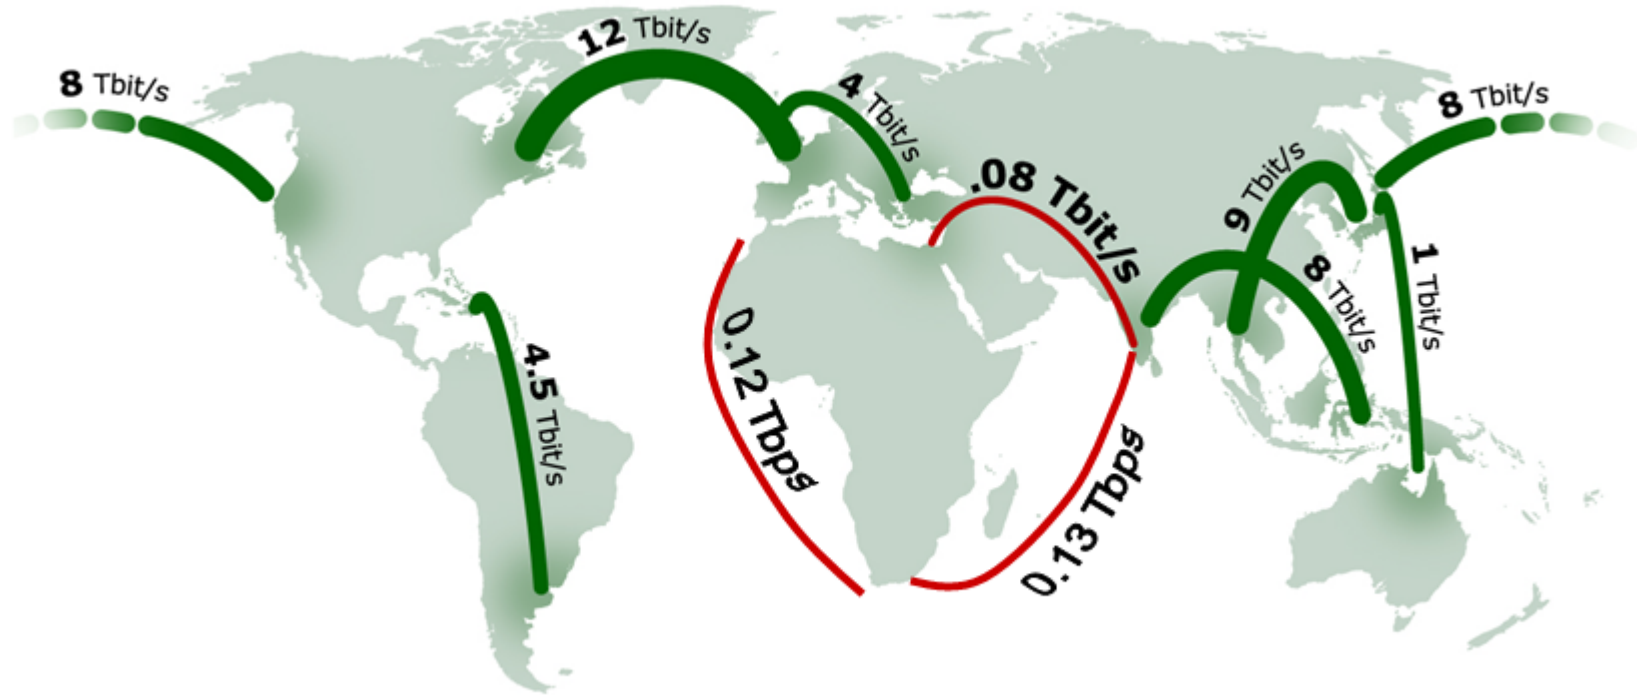 8 Tbit/s
12 Tbit/s
4 Tbit/s
.08 Tbit/s
9 Tbit/s
8 Tbit/s
8 Tbit/s
1 Tbit/s
4.5 Tbit/s
0.12 Tbps
0.13 Tbps